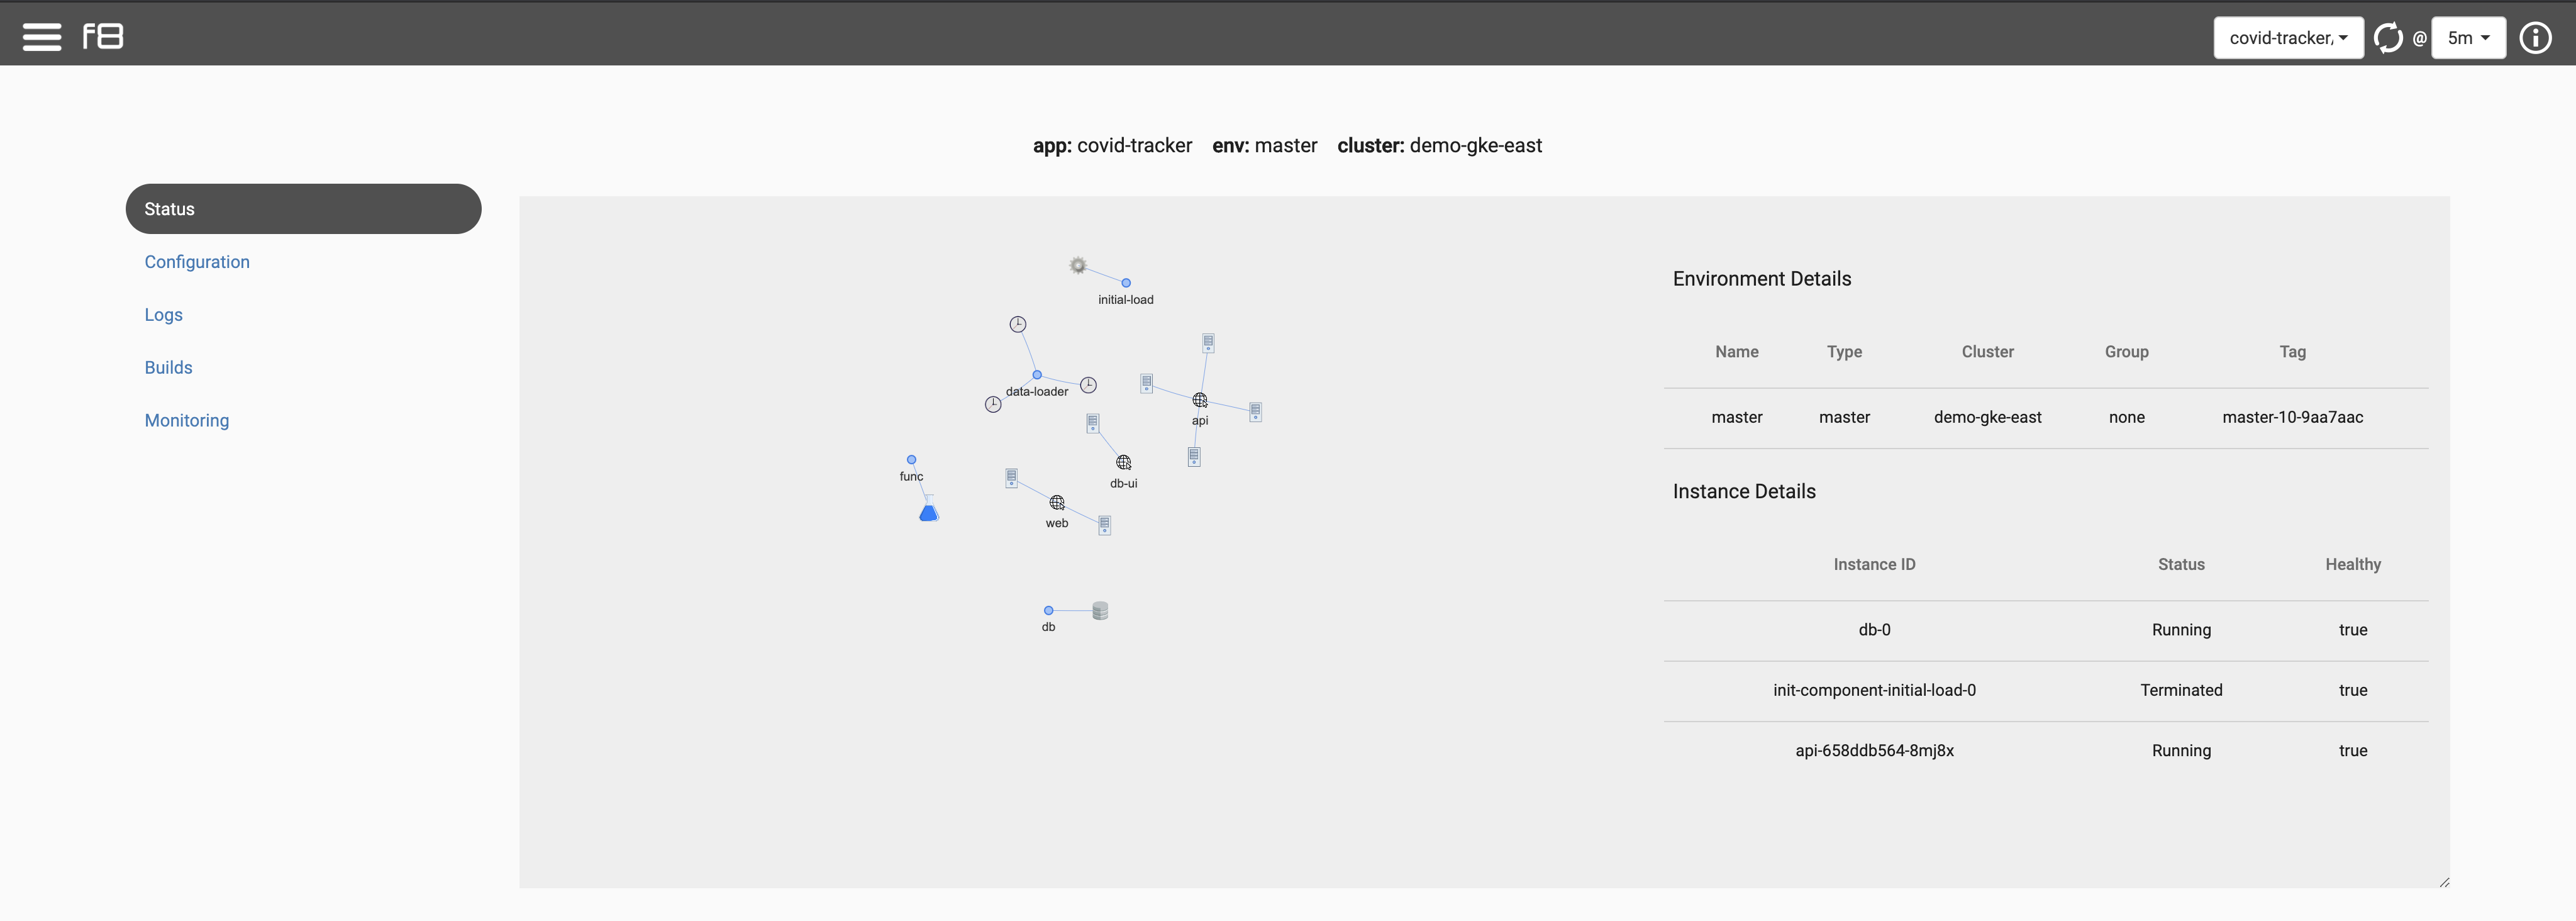 f8
covid-tracker,
@
5m
app: covid-tracker env: master cluster: demo-gke-east
Status
Configuration
Logs
Builds
Monitoring
initial-load
data-loader
api
func
db-ui
web
db
Environment Details
Name Type Cluster Group Tag
master master demo-gke-east none master-10-9aa7aac
Instance Details
Instance ID Status Healthy
db-0 Running true
init-component-initial-load-0 Terminated true
api-658ddb564-8mj8x Running true